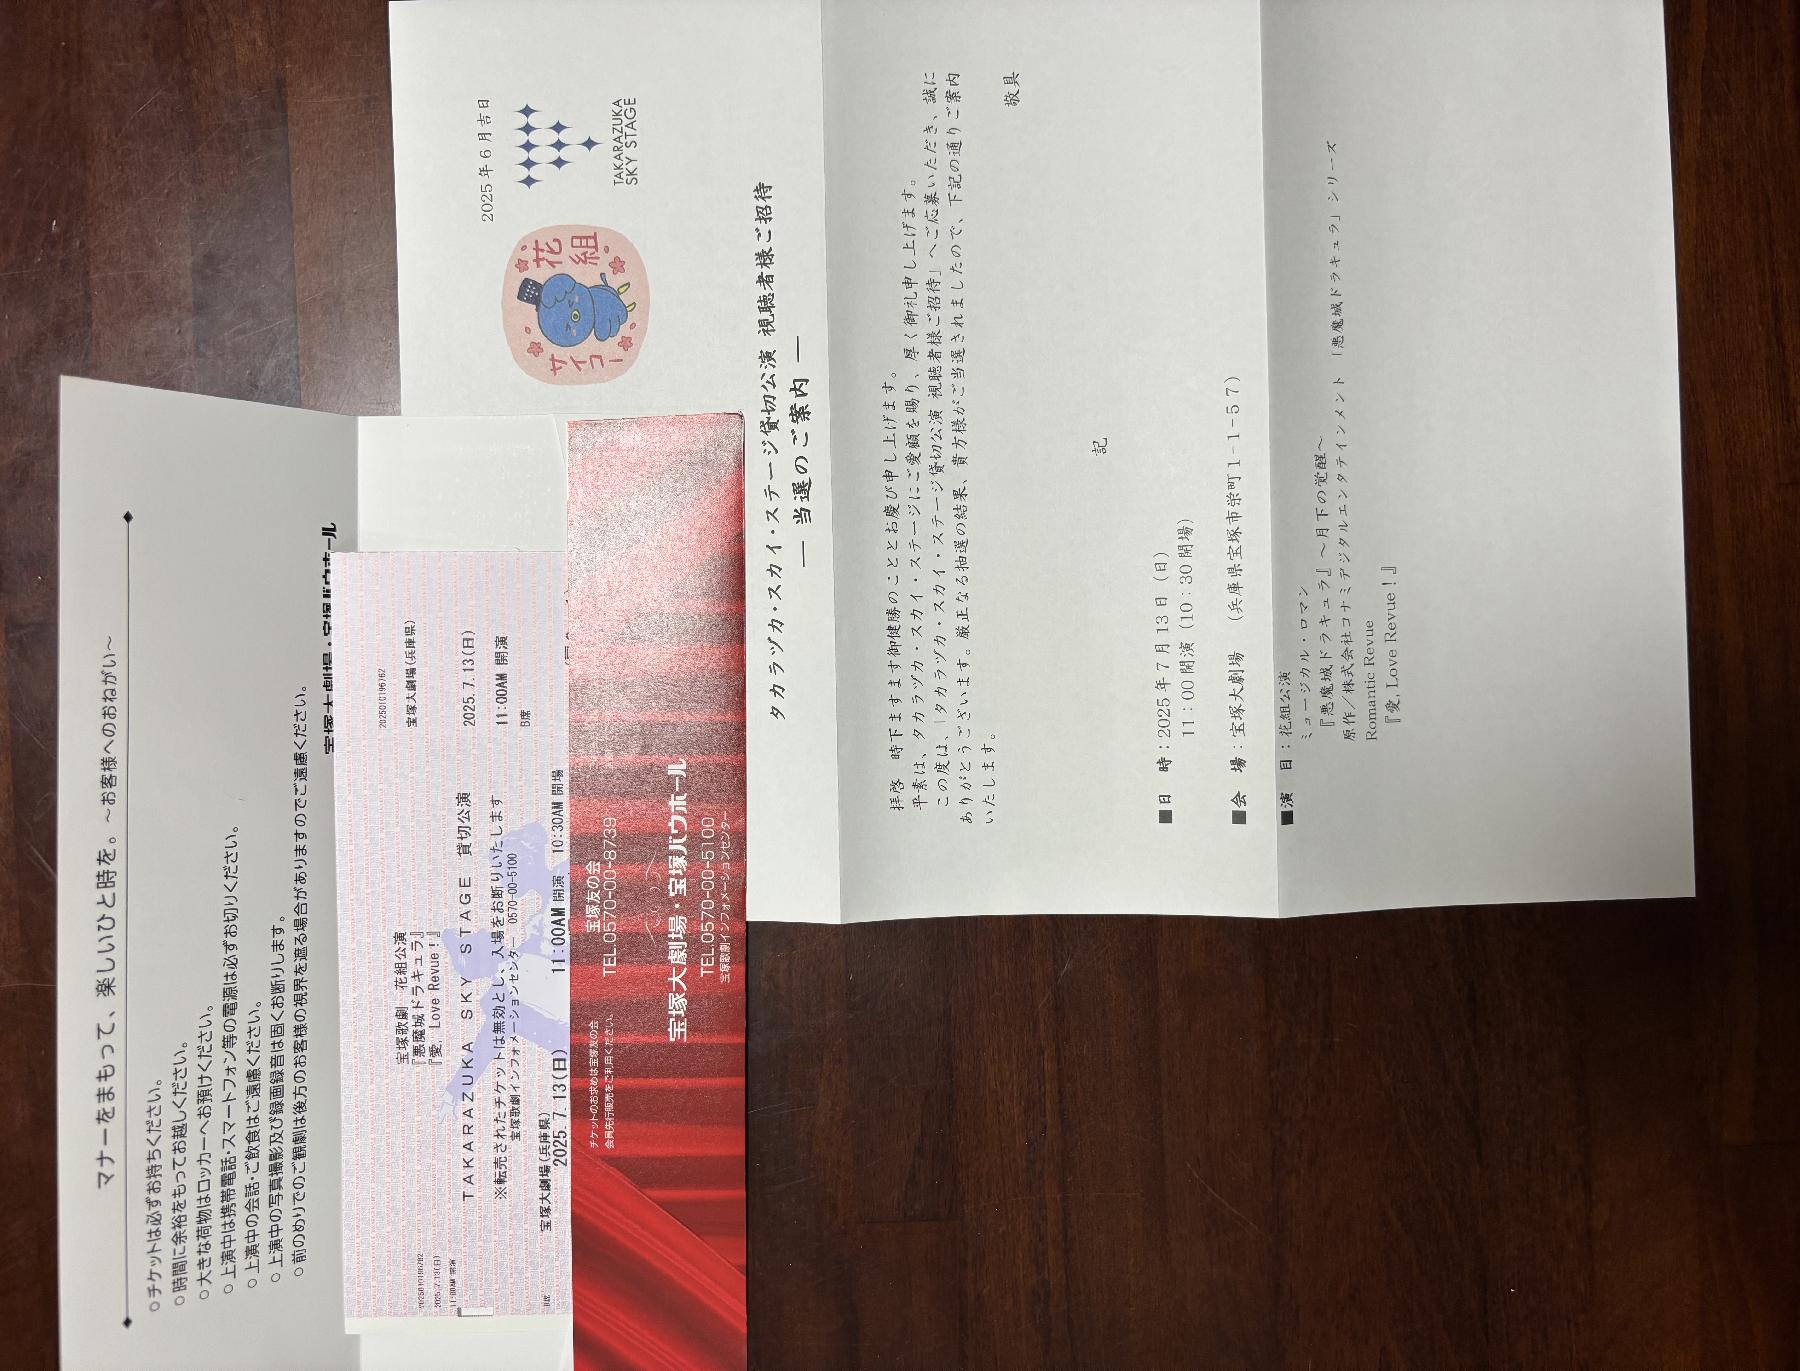 マナーをまもって、楽しいひと時を。～お客様へのおねがい～
○チケットは必ずお持ちください。
○時間に余裕をもってお越しください。
○大きな荷物はロッカーへお預けください。
○上演中は携帯電話・スマートフォン等の電源は必ずお切りください。
○上演中の会話・ご飲食はご遠慮ください。
○上演中の写真撮影及び録画録音は固くお断りします。
○前のめりでのご観劇は後方のお客様の視界を遮る場合がありますのでご遠慮ください。
宝塚大劇場・宝塚バウホール
宝塚歌劇 花組公演
『悪魔城ドラキュラ』
『愛，Love Revue！』
TAKARAZUKA SKY STAGE 貸切公演
※転売されたチケットは無効とし、入場をお断りいたします
宝塚歌劇インフォメーションセンター 0570-00-5100
宝塚大劇場(兵庫県)
2025. 7. 13(日) 11:00AM 開演 10:30AM 開場
宝塚大劇場(兵庫県)
2025. 7. 13(日)
11:00AM 開演
B席
2025.7.13(日)
11:00AM 開演
B席
チケットのお求めは宝塚友の会
会員先行販売をご利用ください。
宝塚友の会
TEL.0570-00-8739
宝塚大劇場・宝塚バウホール
TEL.0570-00-5100
宝塚歌劇インフォメーションセンター
2025年6月吉日
サイコー
花組
TAKARAZUKA
SKY STAGE
タカラヅカ・スカイ・ステージ貸切公演 視聴者様ご招待
― 当選のご案内 ―
拝啓 時下ますます御健勝のこととお慶び申し上げます。
平素は、タカラヅカ・スカイ・ステージにご愛顧を賜り、厚く御礼申し上げます。
この度は、「タカラヅカ・スカイ・ステージ貸切公演 視聴者様ご招待」へご応募いただき、誠に
ありがとうございます。厳正なる抽選の結果、貴方様がご当選されましたので、下記の通りご案内
いたします。
敬具
記
■日 時：2025年7月13日（日）
11：00開演（10：30開場）
■会 場：宝塚大劇場 （兵庫県宝塚市栄町1-1-57）
■演 目：花組公演
ミュージカル・ロマン
『悪魔城ドラキュラ』～月下の覚醒～
原作／株式会社コナミデジタルエンタテインメント 「悪魔城ドラキュラ」シリーズ
Romantic Revue
『愛, Love Revue！』